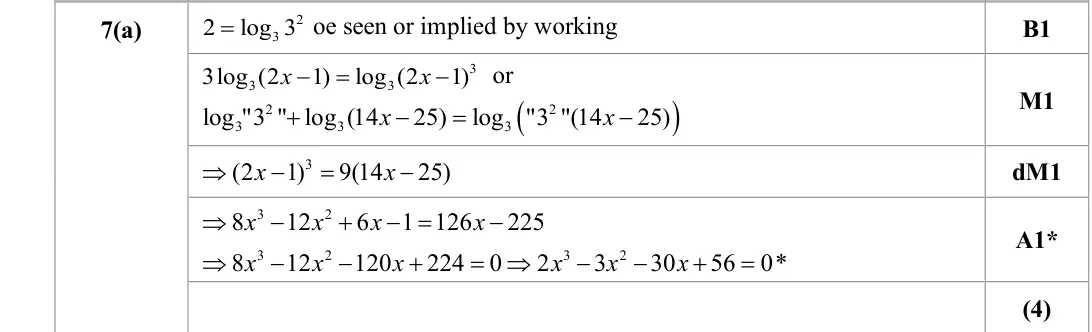 7(a) 2 = log₃ 3² oe seen or implied by working B1
3log₃(2x−1) = log₃(2x−1)³ or
log₃"3²"+log₃(14x−25) = log₃("3²"(14x−25)) M1
⇒(2x−1)³ = 9(14x−25) dM1
⇒8x³−12x²+6x−1=126x−225
⇒8x³−12x²−120x+224=0⇒2x³−3x²−30x+56=0* A1*
(4)